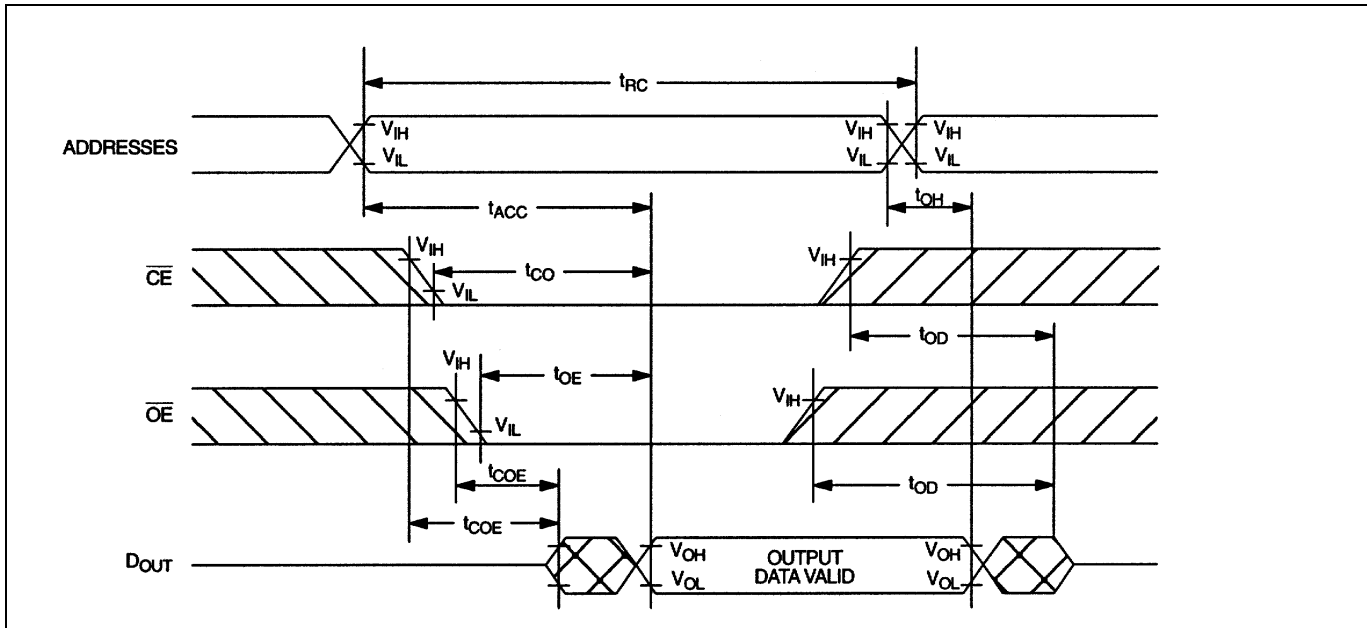 tRC
ADDRESSES
VIH
VIL
VIH
VIL
VIH
VIL
tACC
tOH
CE
VIH
VIL
tCO
VIH
tOD
OE
VIH
VIL
tOE
VIH
tCOE
tOD
tCOE
DOUT
VOH
VOL
OUTPUT
DATA VALID
VOH
VOL